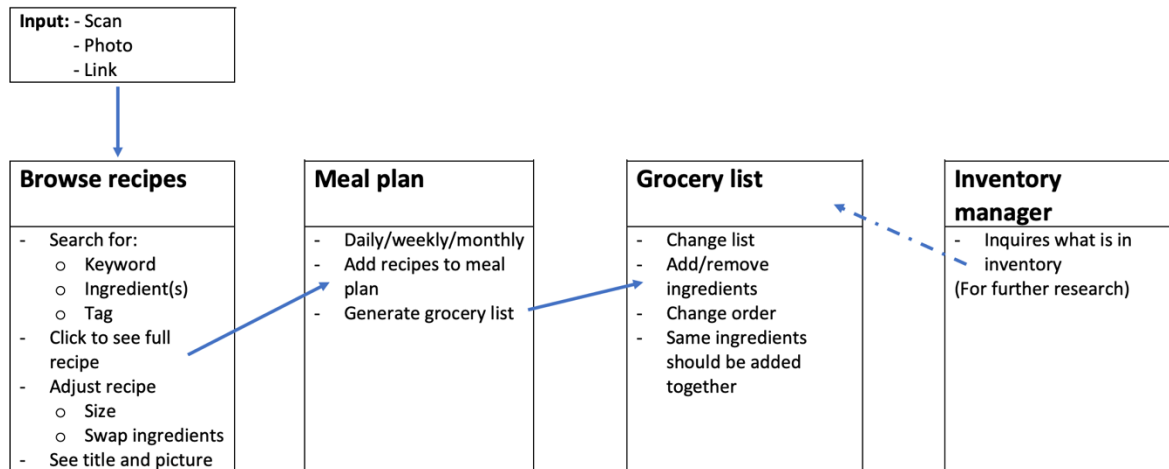 Input: - Scan
- Photo
- Link
Browse recipes
- Search for:
o Keyword
o Ingredient(s)
o Tag
- Click to see full
recipe
- Adjust recipe
o Size
o Swap ingredients
- See title and picture
Meal plan
- Daily/weekly/monthly
- Add recipes to meal
plan
- Generate grocery list
Grocery list
- Change list
- Add/remove
ingredients
- Change order
- Same ingredients
should be added
together
Inventory
manager
- Inquires what is in
inventory
(For further research)